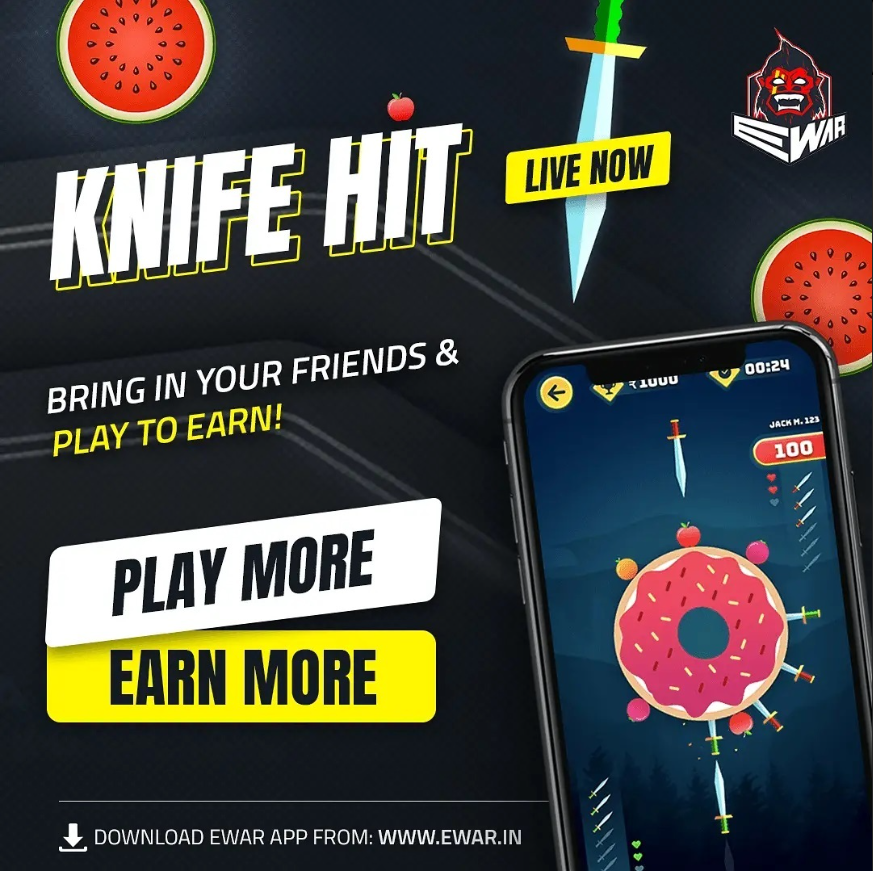 EWAR
KNIFE HIT
LIVE NOW
BRING IN YOUR FRIENDS &
PLAY TO EARN!
₹1000
00:24
JACK M. 123
100
PLAY MORE
EARN MORE
DOWNLOAD EWAR APP FROM: WWW.EWAR.IN